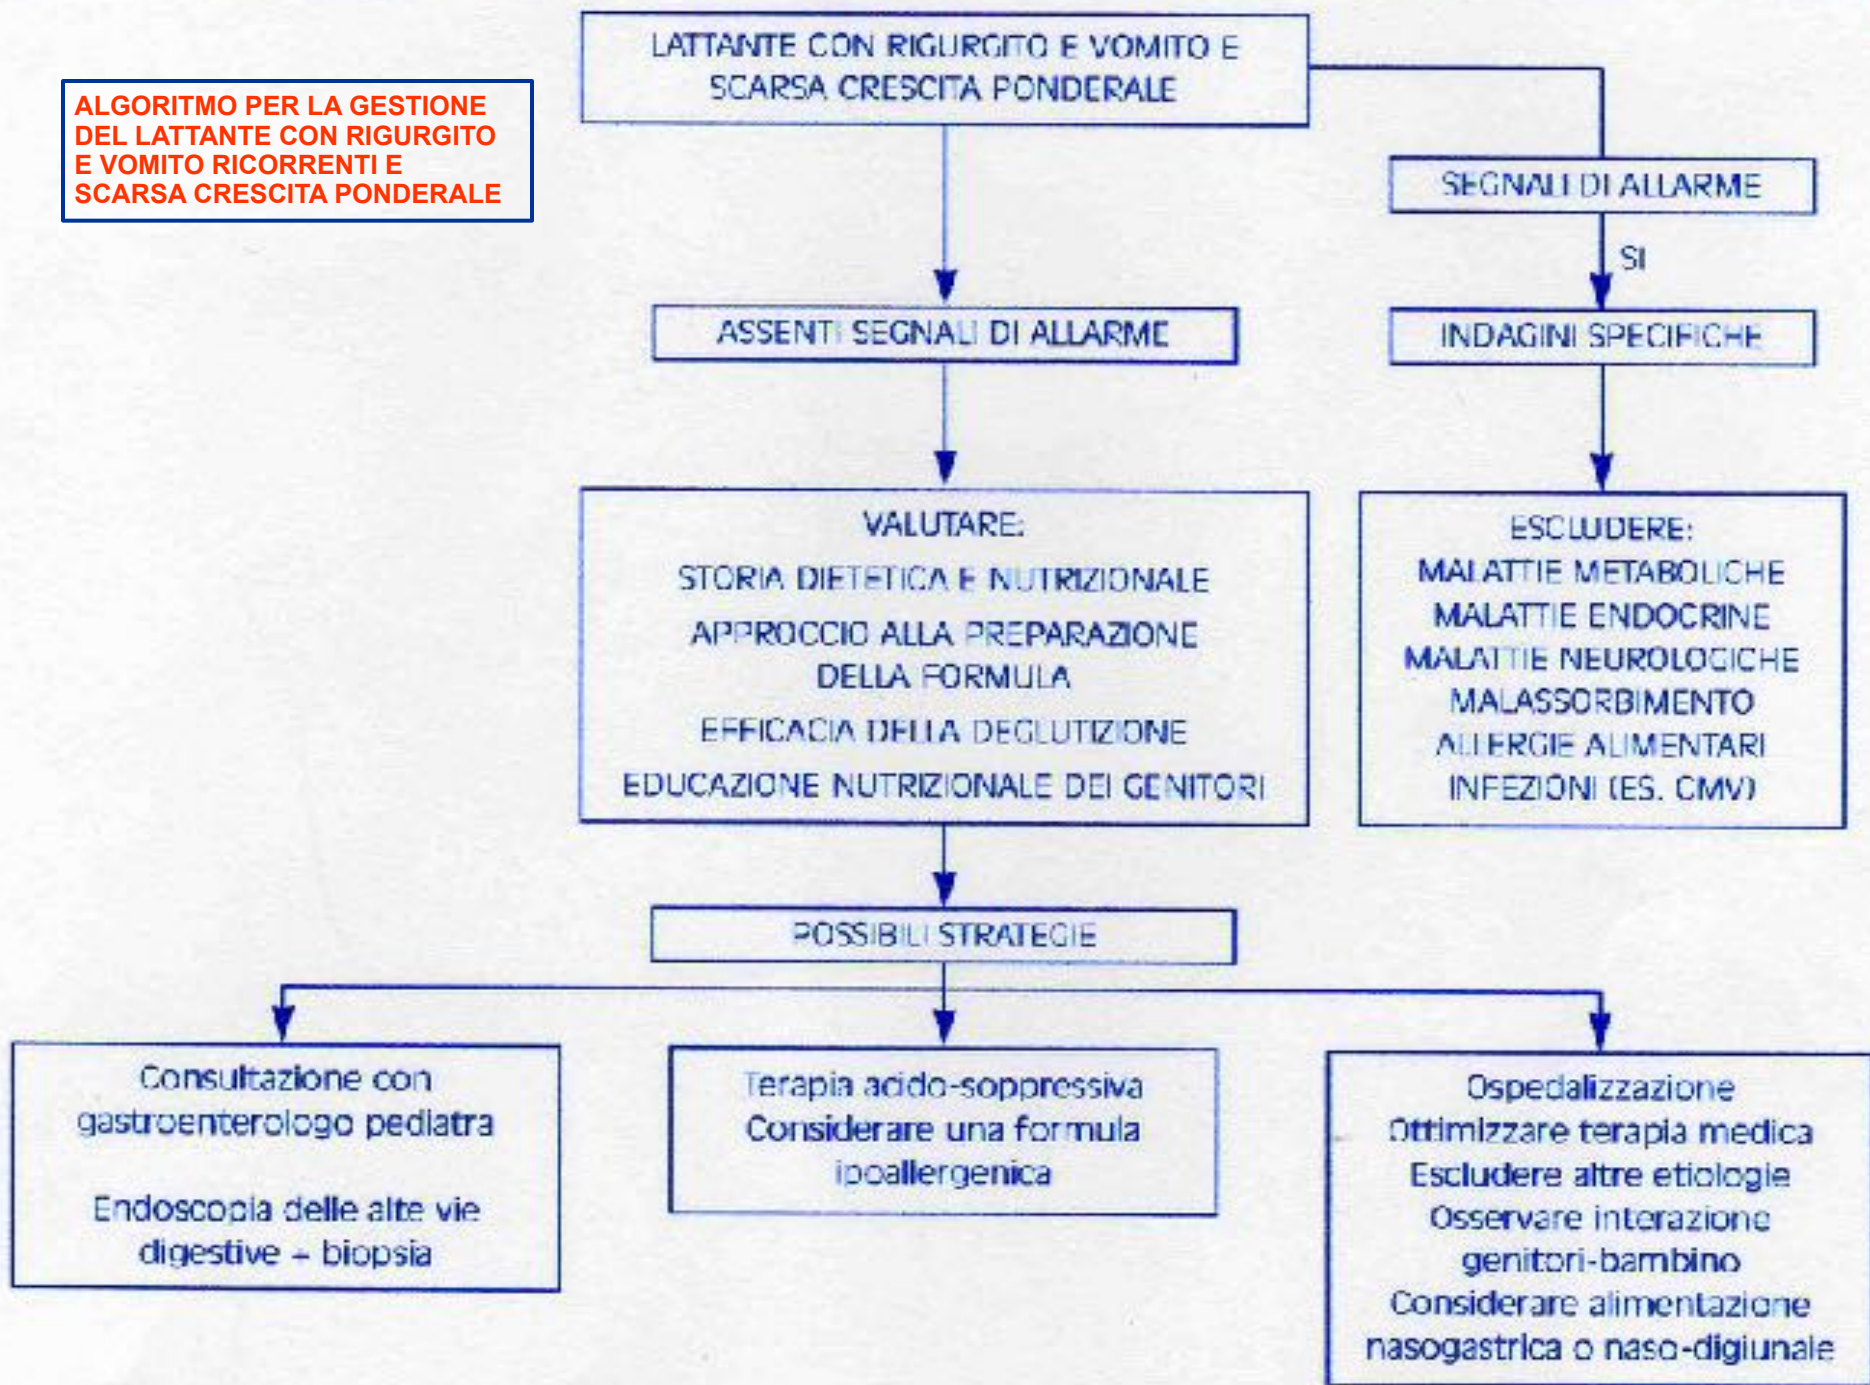 ALGORITMO PER LA GESTIONE
DEL LATTANTE CON RIGURGITO
E VOMITO RICORRENTI E
SCARSA CRESCITA PONDERALE
LATTANTE CON RIGURGITO E VOMITO E
SCARSA CRESCITA PONDERALE
SEGNALI DI ALLARME
SI
ASSENTI SEGNALI DI ALLARME
INDAGINI SPECIFICHE
VALUTARE:
STORIA DIETETICA E NUTRIZIONALE
APPROCCIO ALLA PREPARAZIONE
DELLA FORMULA
EFFICACIA DELLA DEGLUTIZIONE
EDUCAZIONE NUTRIZIONALE DEI GENITORI
ESCLUDERE:
MALATTIE METABOLICHE
MALATTIE ENDOCRINE
MALATTIE NEUROLOGICHE
MALASSORBIMENTO
ALLERGIE ALIMENTARI
INFEZIONI (ES. CMV)
POSSIBILI STRATEGIE
Consultazione con
gastroenterologo pediatra
Endoscopia delle alte vie
digestive + biopsia
Terapia acido-soppressiva
Considerare una formula
ipoallergenica
Ospedalizzazione
Ottimizzare terapia medica
Escludere altre etiologie
Osservare interazione
genitori-bambino
Considerare alimentazione
nasogastrica o naso-digiunale